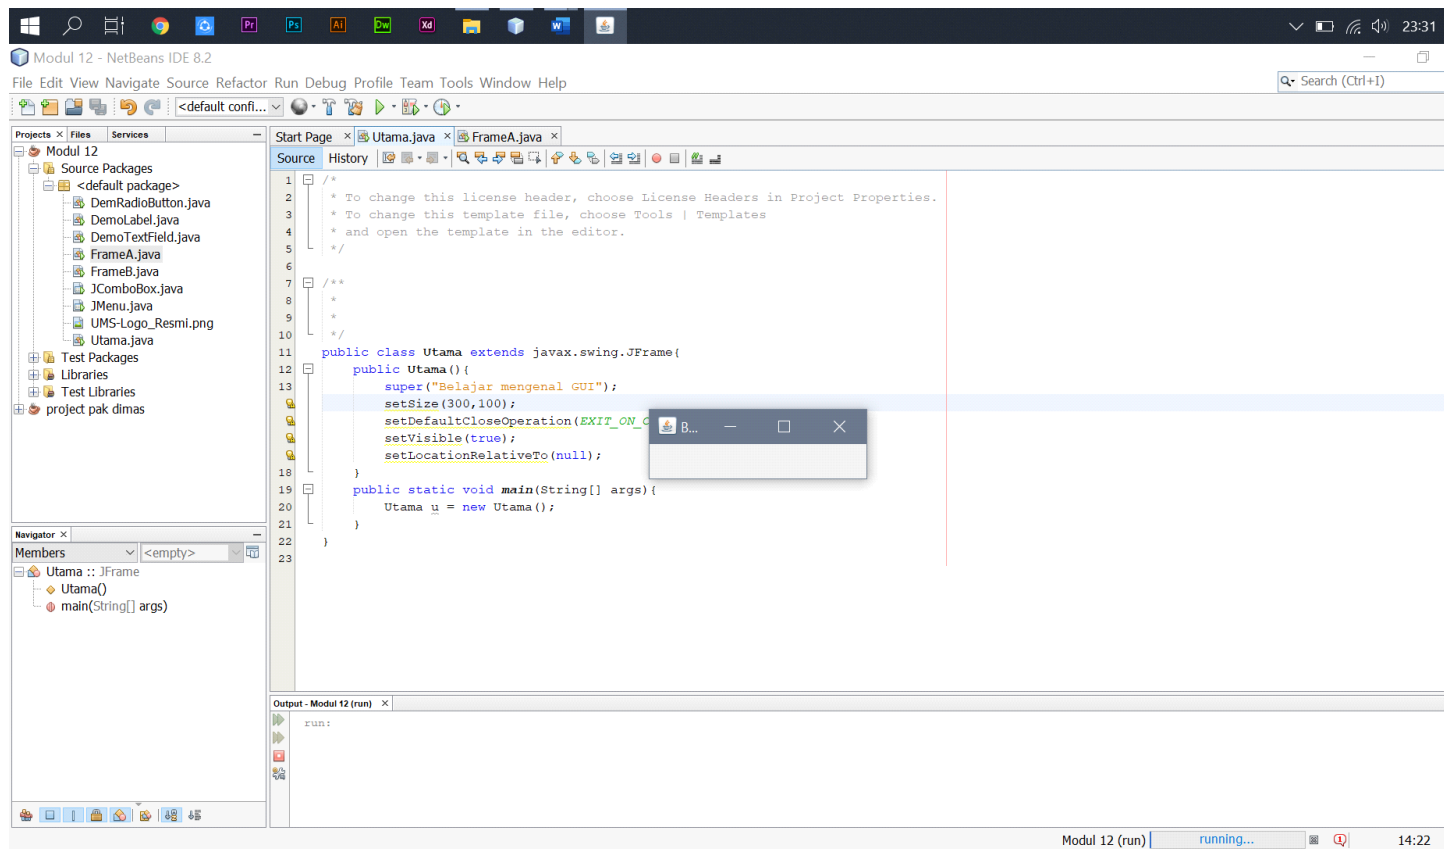 Pr Ps Ai Dw Xd W 23:31
Modul 12 - NetBeans IDE 8.2
File Edit View Navigate Source Refactor Run Debug Profile Team Tools Window Help
Search (Ctrl+I)
<default confi...
Projects Files Services
Modul 12
Source Packages
<default package>
DemRadioButton.java
DemoLabel.java
DemoTextField.java
FrameA.java
FrameB.java
JComboBox.java
JMenu.java
UMS-Logo_Resmi.png
Utama.java
Test Packages
Libraries
Test Libraries
project pak dimas
Navigator
Members <empty>
Utama :: JFrame
Utama()
main(String[] args)
Start Page Utama.java FrameA.java
Source History
1 /*
2 * To change this license header, choose License Headers in Project Properties.
3 * To change this template file, choose Tools | Templates
4 * and open the template in the editor.
5 */
6
7 /**
8 *
9 *
10 */
11 public class Utama extends javax.swing.JFrame{
12 public Utama(){
13 super("Belajar mengenal GUI");
setSize(300,100);
setDefaultCloseOperation(EXIT_ON_C
setVisible(true);
setLocationRelativeTo(null);
18 }
19 public static void main(String[] args){
20 Utama u = new Utama();
21 }
22 }
23
B...
Output - Modul 12 (run)
run:
Modul 12 (run) running... 1 14:22